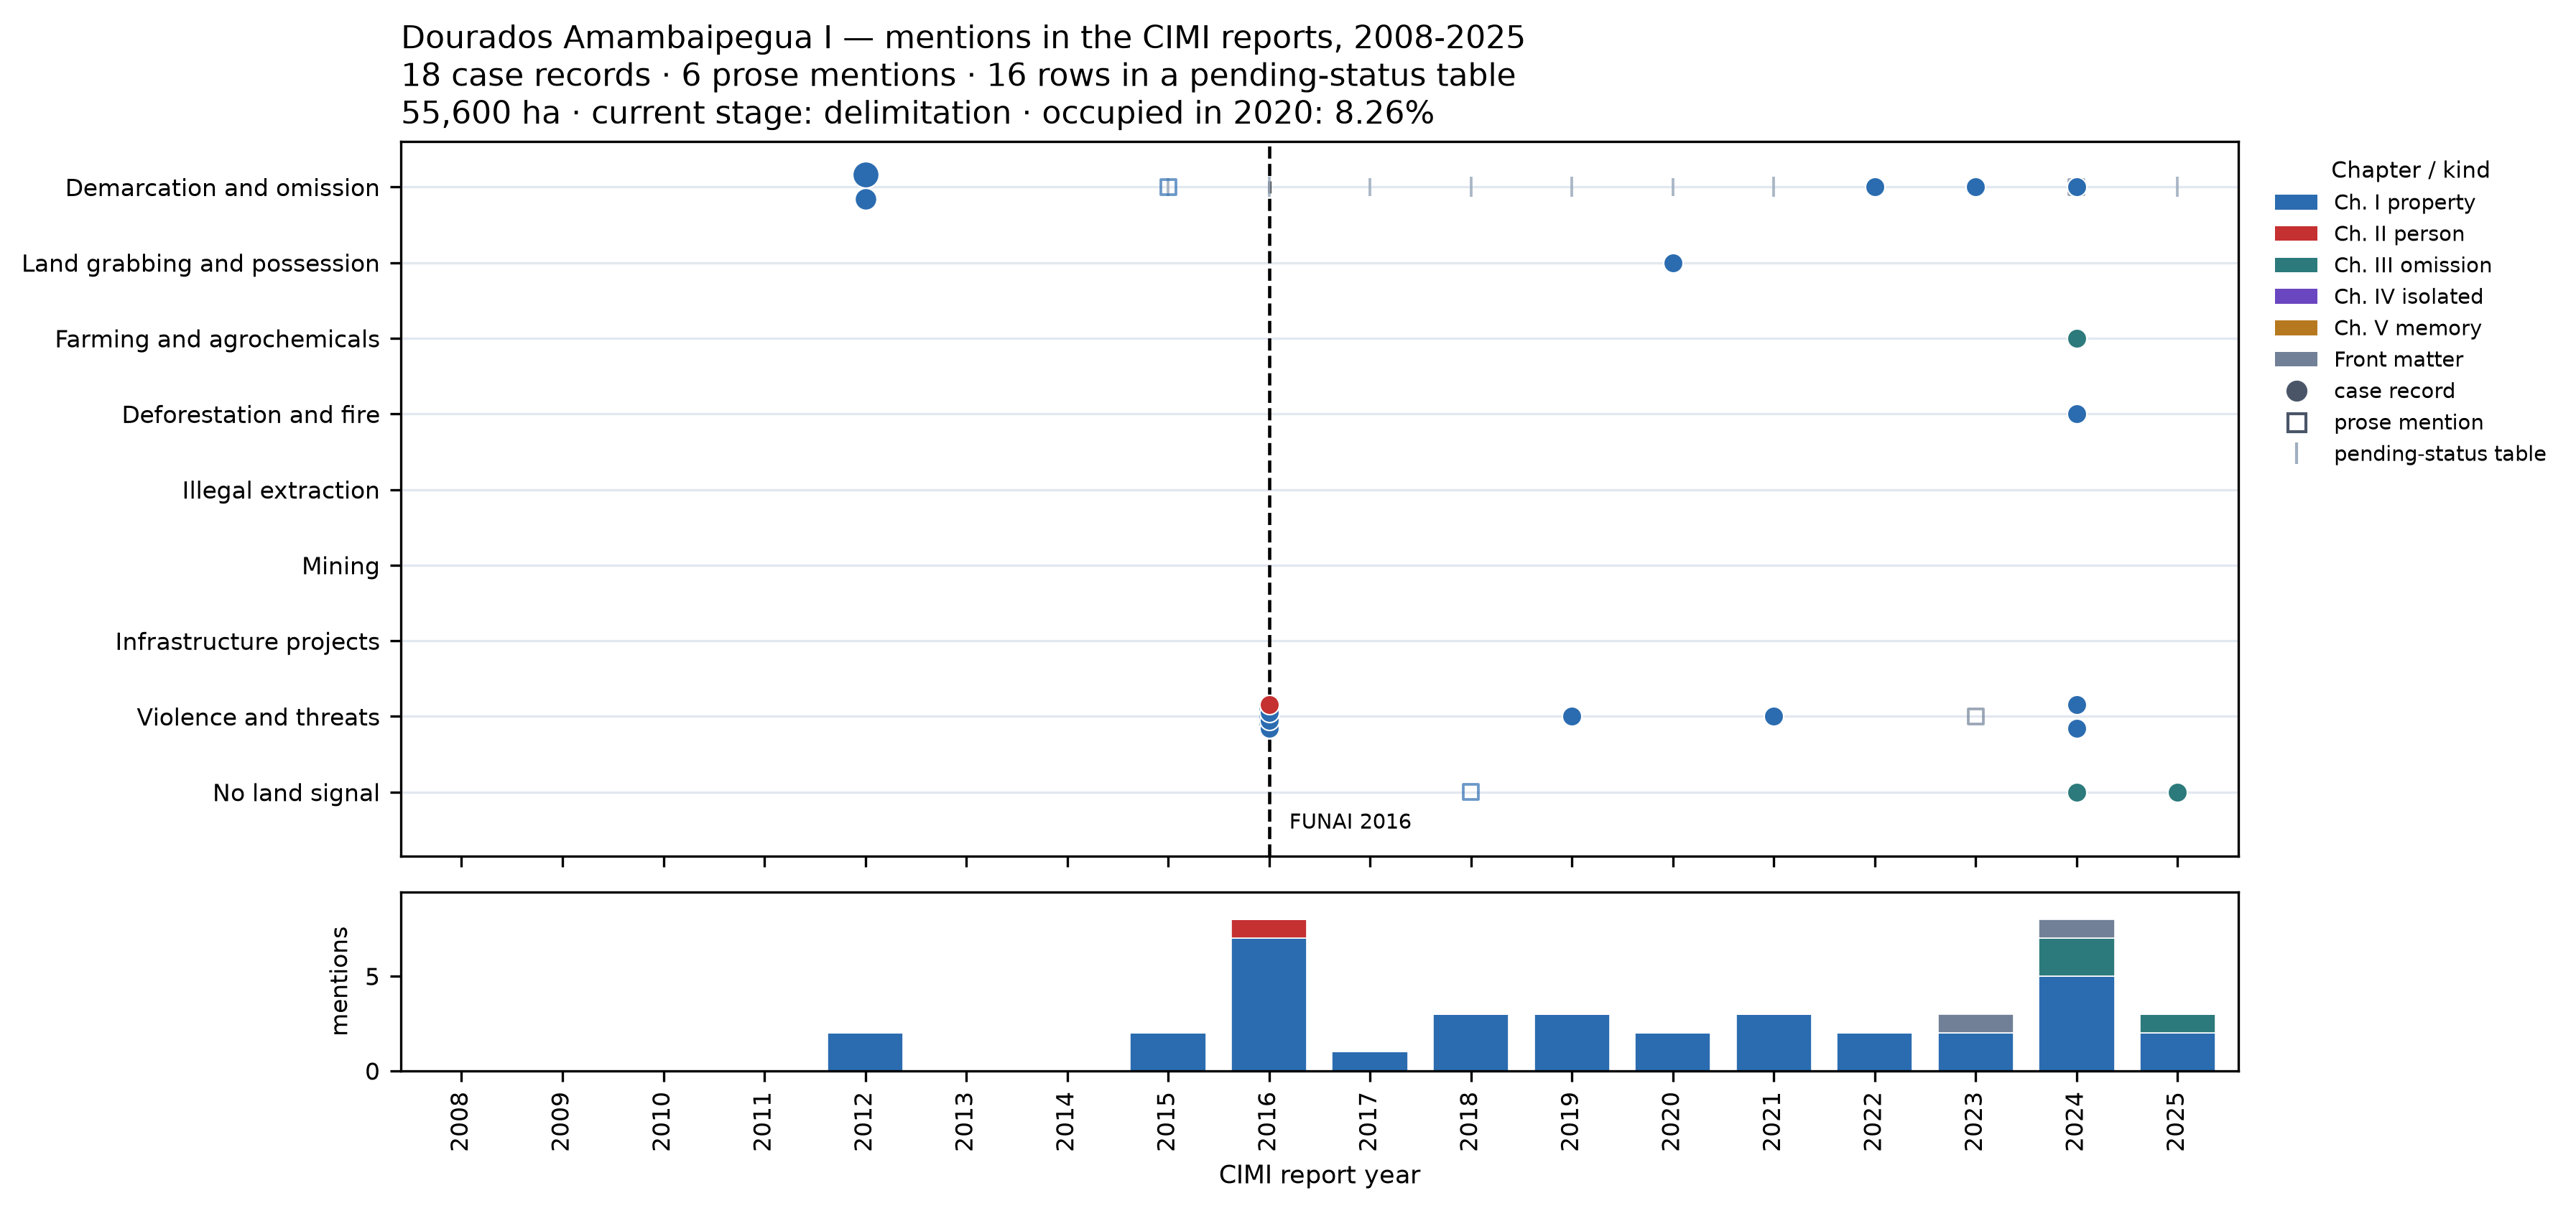 Dourados Amambaipegua I — mentions in the CIMI reports, 2008-2025
18 case records · 6 prose mentions · 16 rows in a pending-status table
55,600 ha · current stage: delimitation · occupied in 2020: 8.26%
Demarcation and omission
Land grabbing and possession
Farming and agrochemicals
Deforestation and fire
Illegal extraction
Mining
Infrastructure projects
Violence and threats
No land signal
FUNAI 2016
Chapter / kind
Ch. I property
Ch. II person
Ch. III omission
Ch. IV isolated
Ch. V memory
Front matter
case record
prose mention
pending-status table
mentions
5
0
2008
2009
2010
2011
2012
2013
2014
2015
2016
2017
2018
2019
2020
2021
2022
2023
2024
2025
CIMI report year